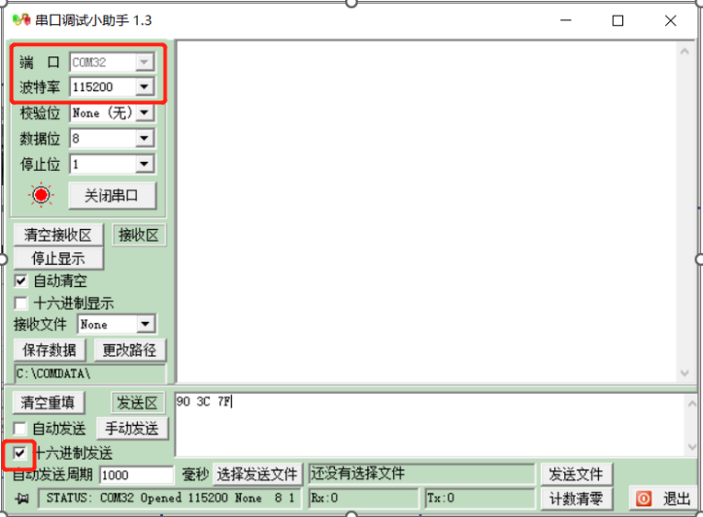 串口调试小助手 1.3
端 口 COM32
波特率 115200
校验位 None (无)
数据位 8
停止位 1
关闭串口
清空接收区 接收区
停止显示
自动清空
十六进制显示
接收文件 None
保存数据 更改路径
C:\COMDATA\
清空重填 发送区 90 3C 7F
自动发送 手动发送
十六进制发送
自动发送周期 1000 毫秒 选择发送文件 还没有选择文件 发送文件
STATUS: COM32 Opened 115200 None 8 1 Rx:0 Tx:0 计数清零 退出